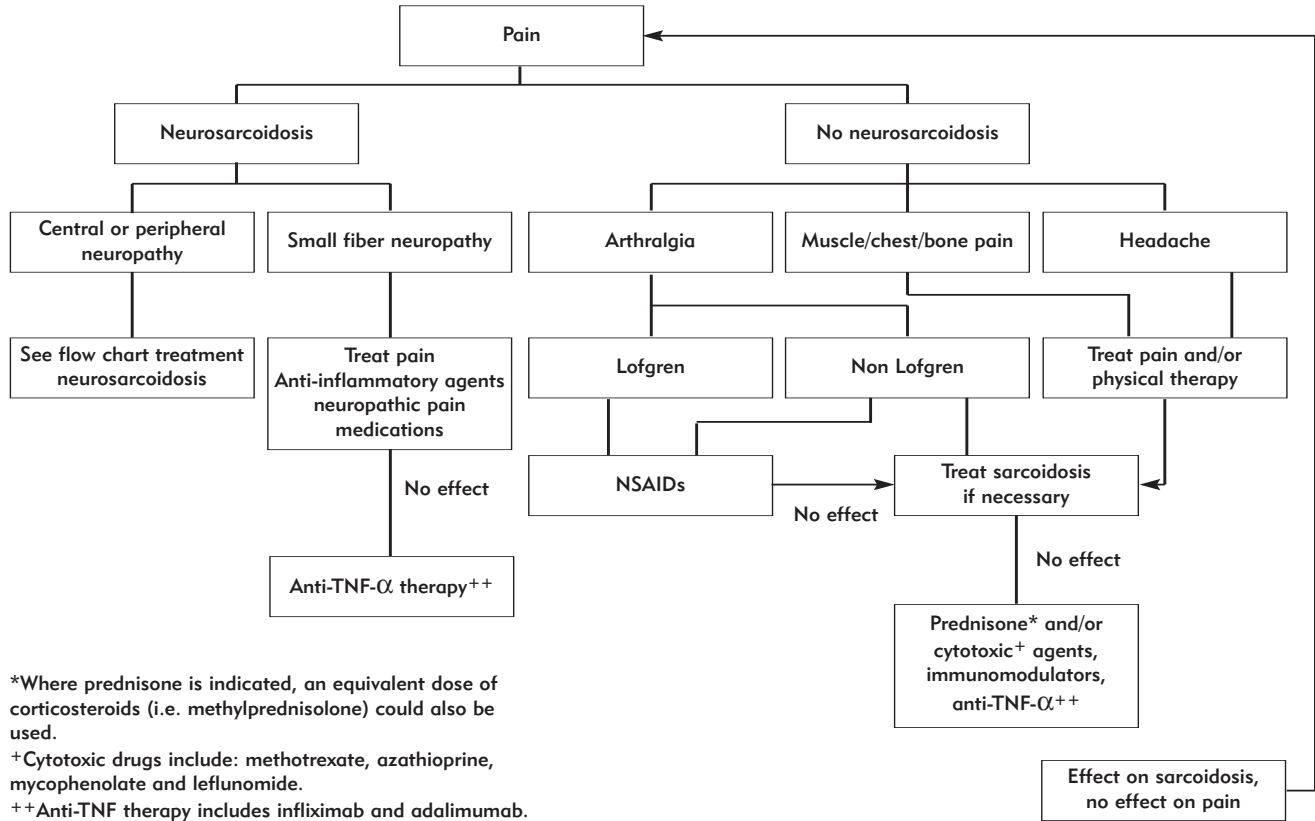 Pain
Neurosarcoidosis
No neurosarcoidosis
Central or peripheral
neuropathy
Small fiber neuropathy
Arthralgia
Muscle/chest/bone pain
Headache
See flow chart treatment
neurosarcoidosis
Treat pain
Anti-inflammatory agents
neuropathic pain
medications
Lofgren
Non Lofgren
Treat pain and/or
physical therapy
No effect
NSAIDs
No effect
Treat sarcoidosis
if necessary
No effect
Anti-TNF-α therapy++
Prednisone* and/or
cytotoxic+ agents,
immunomodulators,
anti-TNF-α++
*Where prednisone is indicated, an equivalent dose of
corticosteroids (i.e. methylprednisolone) could also be
used.
+Cytotoxic drugs include: methotrexate, azathioprine,
mycophenolate and leflunomide.
++Anti-TNF therapy includes infliximab and adalimumab.
Effect on sarcoidosis,
no effect on pain